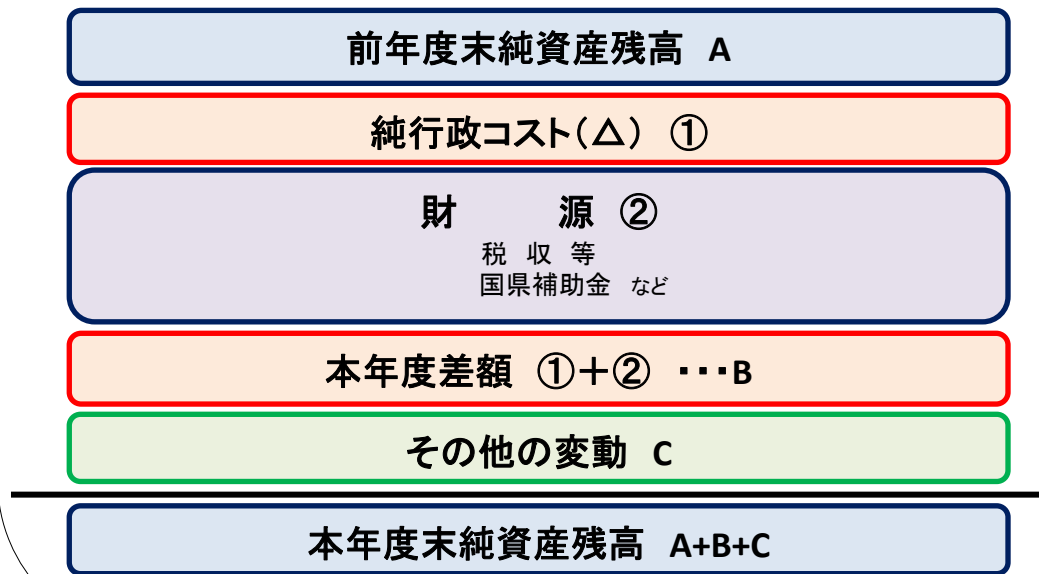 前年度末純資産残高 A
純行政コスト(△) ①
財　　源 ②
税 収 等
国県補助金 など
本年度差額 ①＋② ･･･B
その他の変動 C
本年度末純資産残高 A+B+C